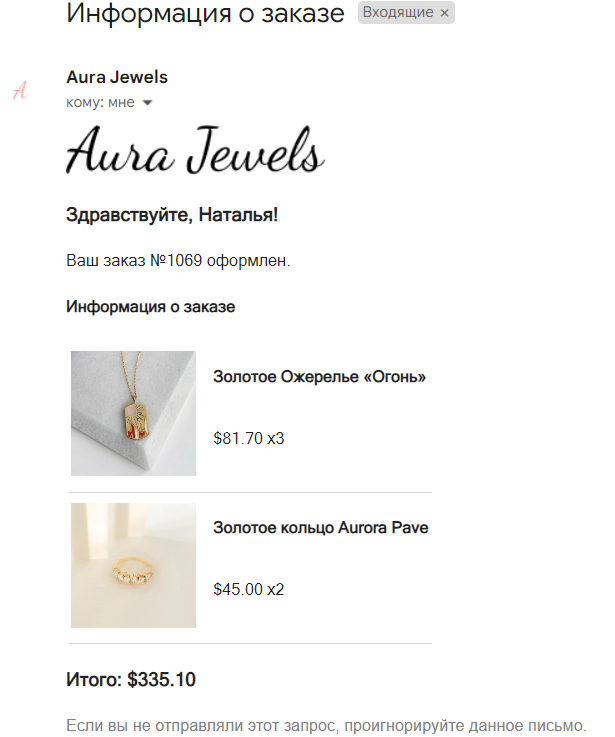 Информация о заказе Входящие ×
Aura Jewels
A
кому: мне
Aura Jewels
Здравствуйте, Наталья!
Ваш заказ №1069 оформлен.
Информация о заказе
Золотое Ожерелье «Огонь»
$81.70 x3
Золотое кольцо Aurora Pave
$45.00 x2
Итого: $335.10
Если вы не отправляли этот запрос, проигнорируйте данное письмо.